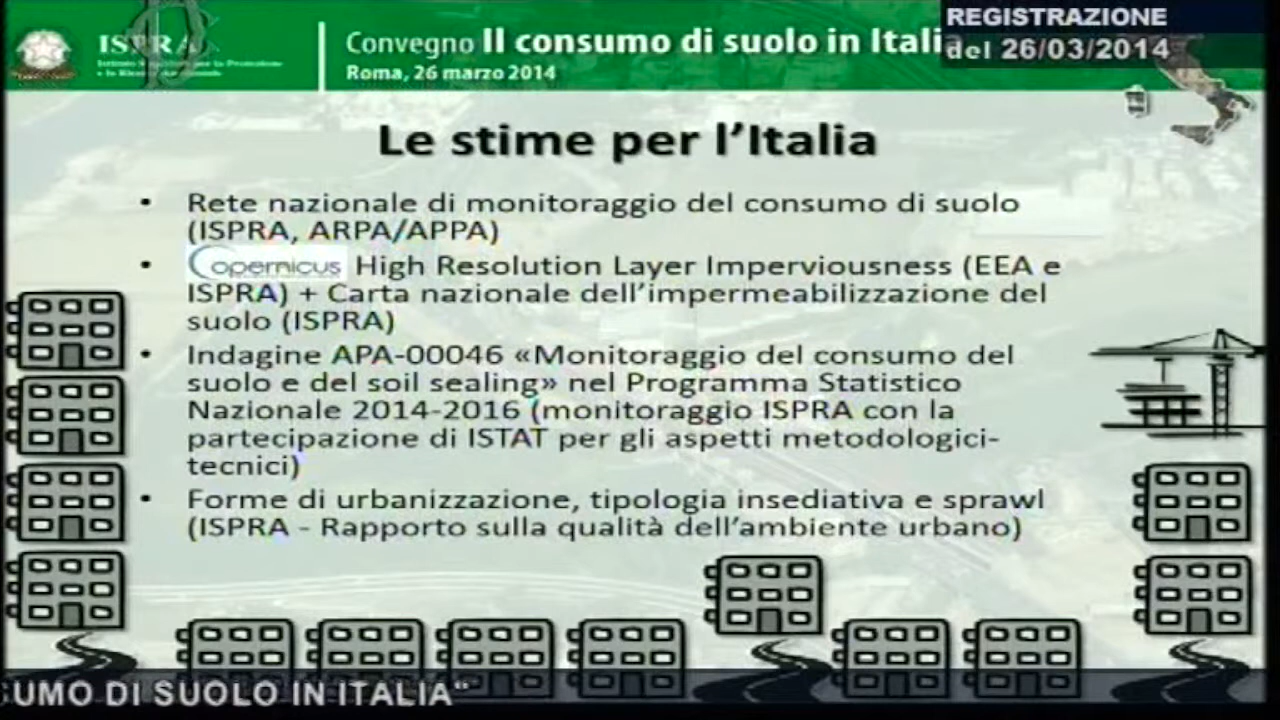 ISPRA
Convegno Il consumo di suolo in Itali
Roma, 26 marzo 2014
REGISTRAZIONE
del 26/03/2014
Le stime per l'Italia
• Rete nazionale di monitoraggio del consumo di suolo
(ISPRA, ARPA/APPA)
• Copernicus High Resolution Layer Imperviousness (EEA e
ISPRA) + Carta nazionale dell'impermeabilizzazione del
suolo (ISPRA)
• Indagine APA-00046 «Monitoraggio del consumo del
suolo e del soil sealing» nel Programma Statistico
Nazionale 2014-2016 (monitoraggio ISPRA con la
partecipazione di ISTAT per gli aspetti metodologici-
tecnici)
• Forme di urbanizzazione, tipologia insediativa e sprawl
(ISPRA - Rapporto sulla qualità dell'ambiente urbano)
SUMO DI SUOLO IN ITALIA"